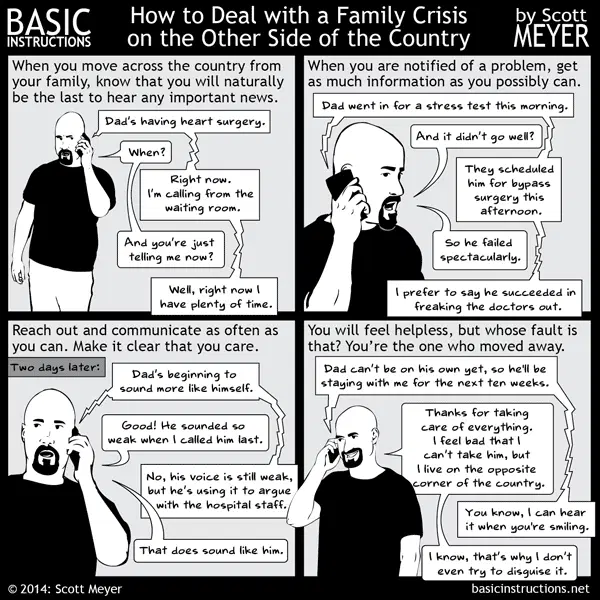 BASIC
INSTRUCTIONS
How to Deal with a Family Crisis
on the Other Side of the Country
by Scott
MEYER
When you move across the country from
your family, know that you will naturally
be the last to hear any important news.
Dad's having heart surgery.
When?
Right now.
I'm calling from the
waiting room.
And you're just
telling me now?
Well, right now I
have plenty of time.
When you are notified of a problem, get
as much information as you possibly can.
Dad went in for a stress test this morning.
And it didn't go well?
They scheduled
him for bypass
surgery this
afternoon.
So he failed
spectacularly.
I prefer to say he succeeded in
freaking the doctors out.
Reach out and communicate as often as
you can. Make it clear that you care.
Two days later:
Dad's beginning to
sound more like himself.
Good! He sounded so
weak when I called him last.
No, his voice is still weak,
but he's using it to argue
with the hospital staff.
That does sound like him.
You will feel helpless, but whose fault is
that? You're the one who moved away.
Dad can't be on his own yet, so he'll be
staying with me for the next ten weeks.
Thanks for taking
care of everything.
I feel bad that I
can't take him, but
I live on the opposite
corner of the country.
You know, I can hear
it when you're smiling.
I know, that's why I don't
even try to disguise it.
© 2014: Scott Meyer
basicinstructions.net